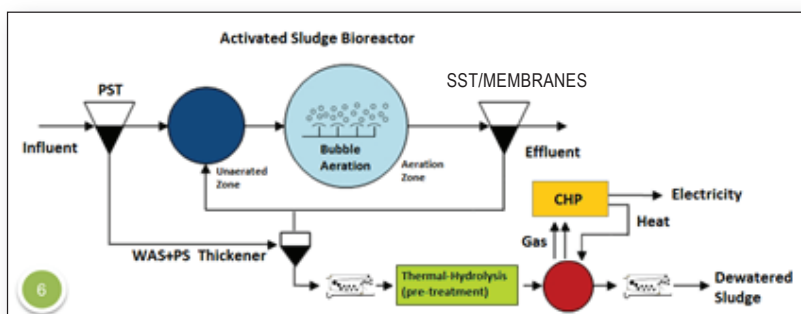 Activated Sludge Bioreactor
PST
SST/MEMBRANES
Influent
Bubble
Aeration
Unaerated
Zone
Aeration
Zone
Effluent
CHP
Electricity
Heat
Gas
WAS+PS Thickener
Thermal-Hydrolysis
(pre-treatment)
Dewatered
Sludge
6